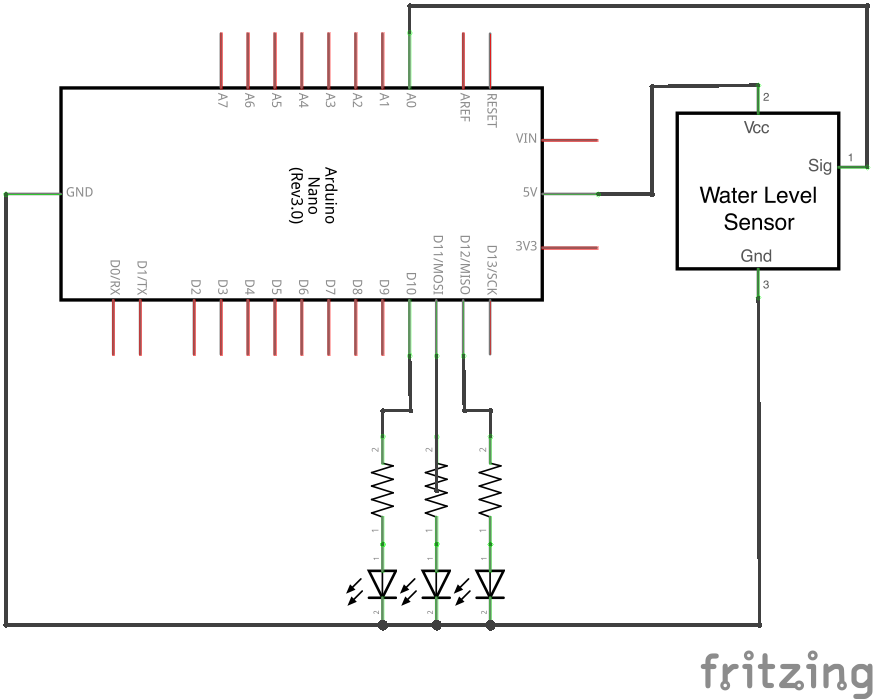 A7
A6
A5
A4
A3
A2
A1
A0
AREF
RESET
2
Vcc
VIN
1
Sig
GND
Arduino
Nano
(Rev3.0)
5V
Water Level
Sensor
3V3
Gnd
3
D0/RX
D1/TX
D2
D3
D4
D5
D6
D7
D8
D9
D10
D11/MOSI
D12/MISO
D13/SCK
2
2
2
1
1
1
1
1
1
2
2
2
fritzing